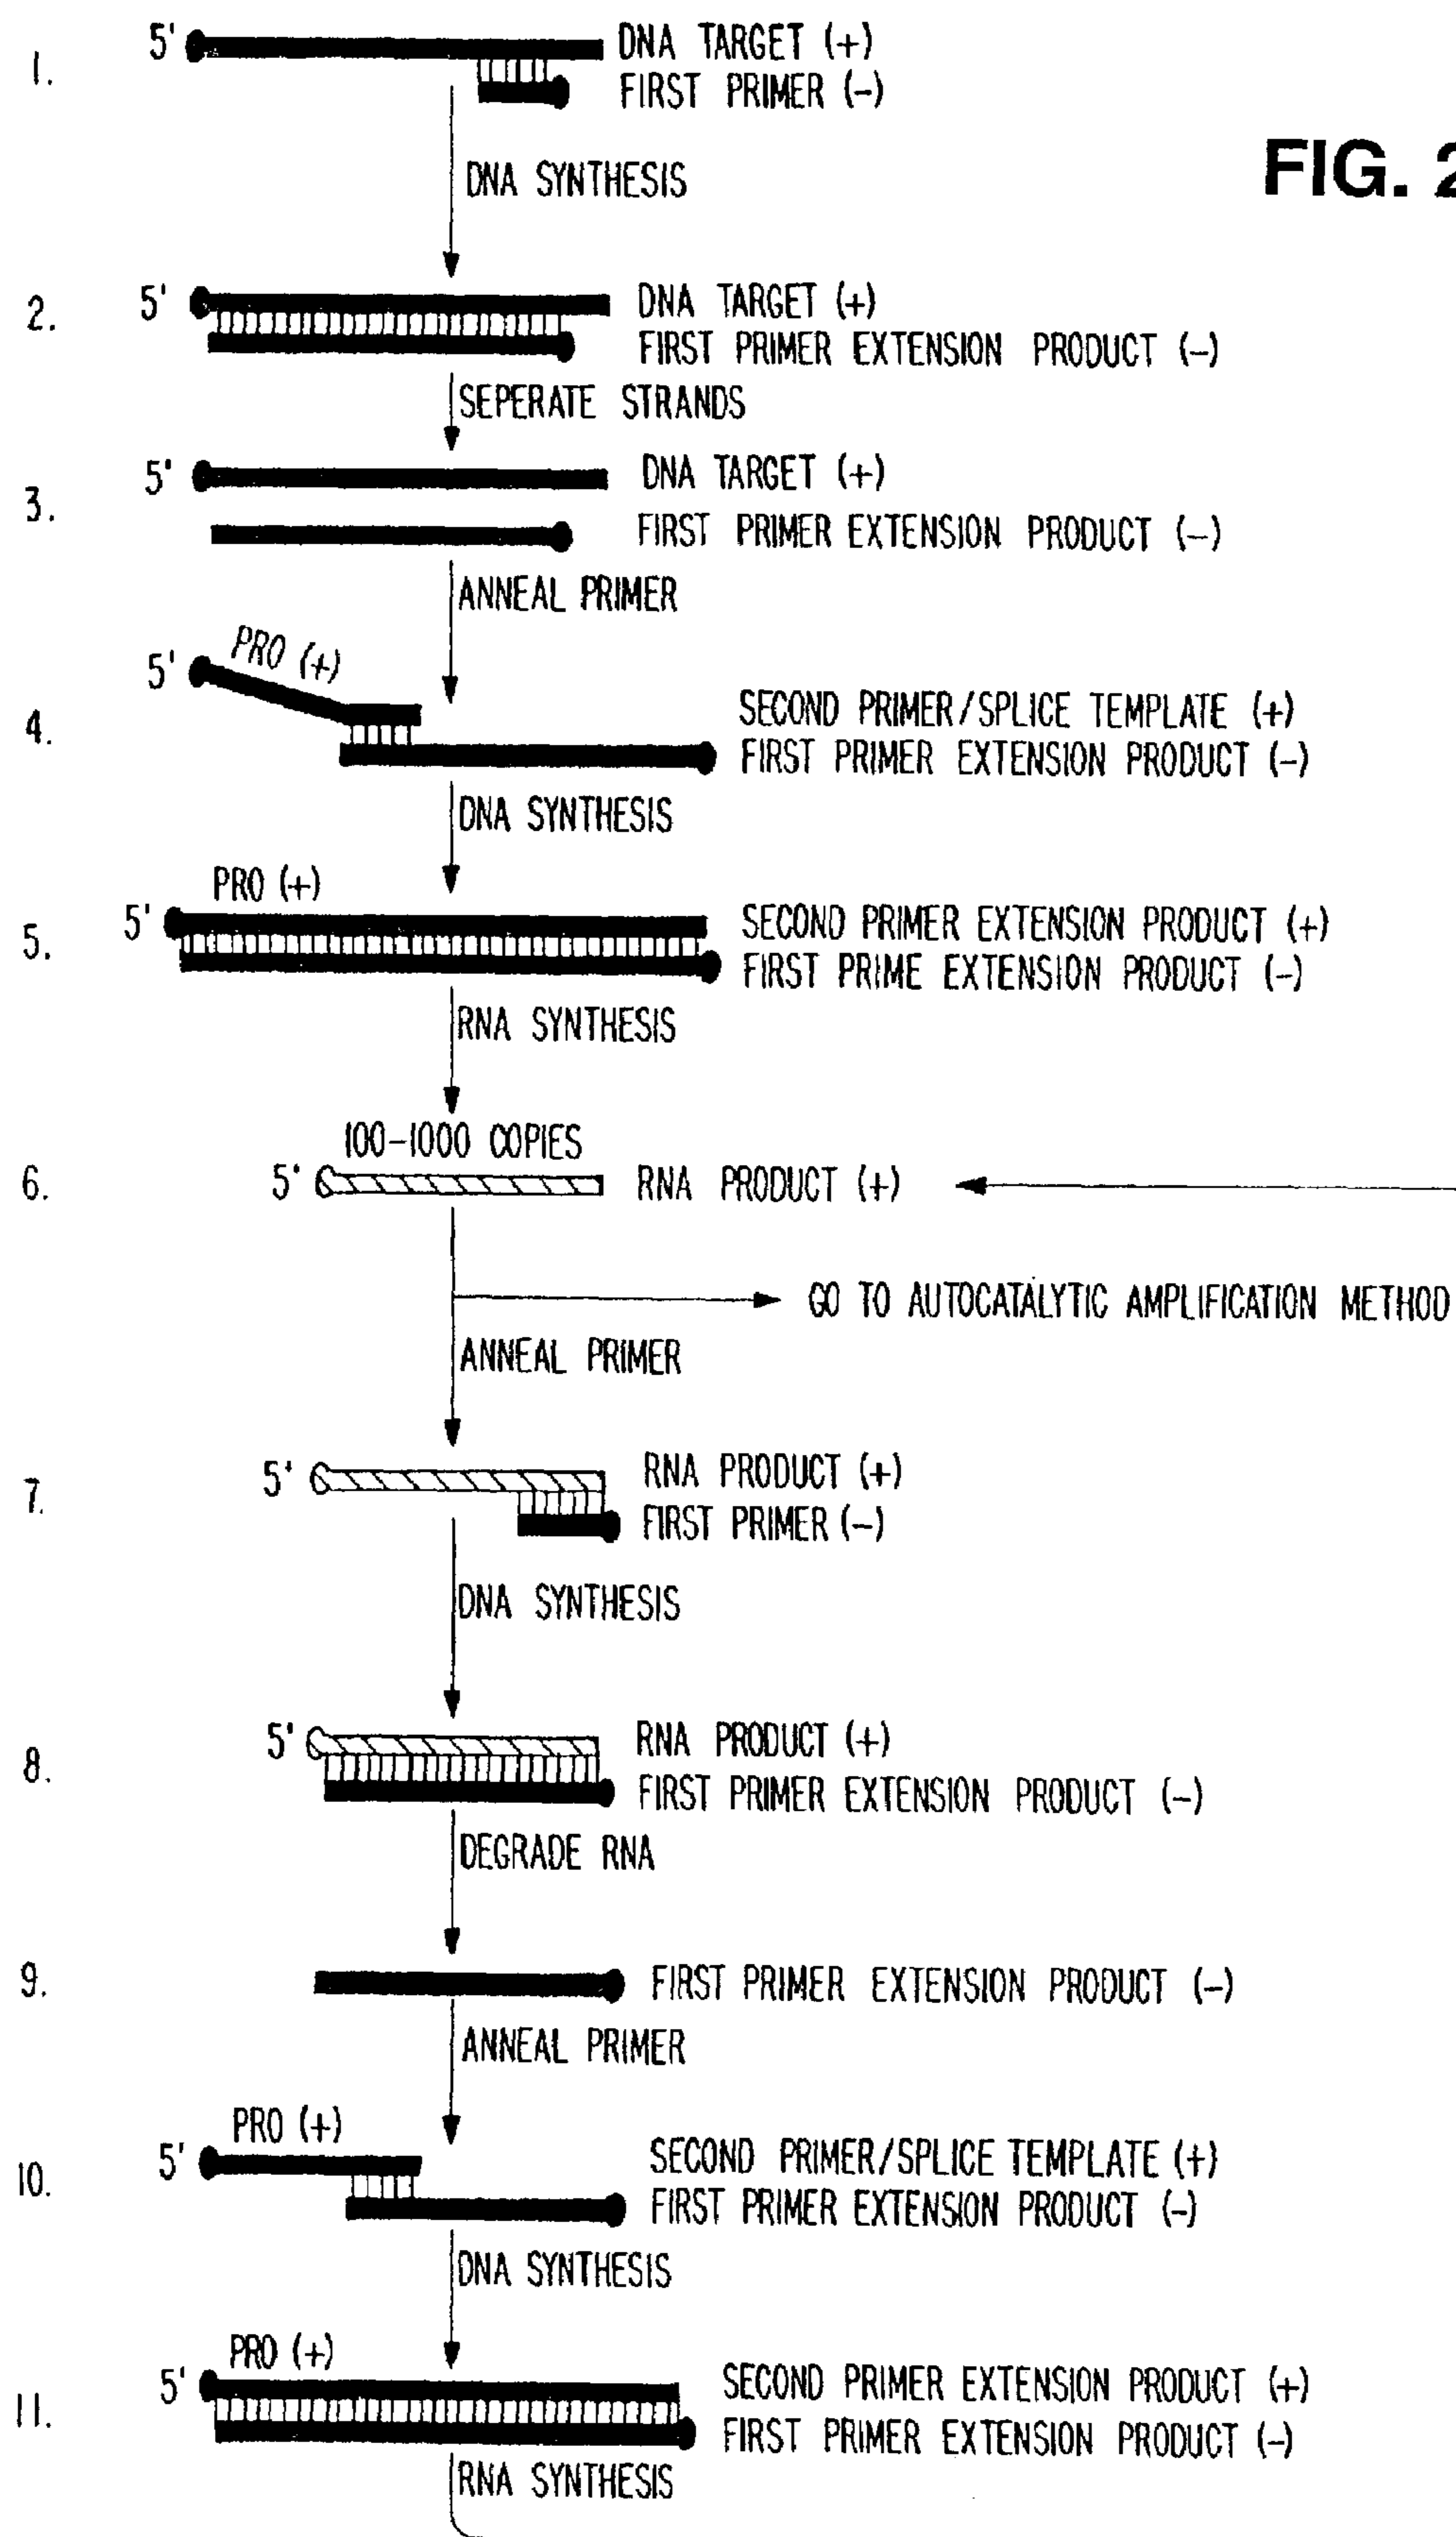 FIG. 2
1.
5' DNA TARGET (+)
FIRST PRIMER (-)
DNA SYNTHESIS
2.
5' DNA TARGET (+)
FIRST PRIMER EXTENSION PRODUCT (-)
SEPERATE STRANDS
3.
5' DNA TARGET (+)
FIRST PRIMER EXTENSION PRODUCT (-)
ANNEAL PRIMER
4.
5' PRO (+)
SECOND PRIMER/SPLICE TEMPLATE (+)
FIRST PRIMER EXTENSION PRODUCT (-)
DNA SYNTHESIS
PRO (+)
5.
5' SECOND PRIMER EXTENSION PRODUCT (+)
FIRST PRIME EXTENSION PRODUCT (-)
RNA SYNTHESIS
100-1000 COPIES
6. 5' RNA PRODUCT (+)
GO TO AUTOCATALYTIC AMPLIFICATION METHOD
ANNEAL PRIMER
7.
5' RNA PRODUCT (+)
FIRST PRIMER (-)
DNA SYNTHESIS
8.
5' RNA PRODUCT (+)
FIRST PRIMER EXTENSION PRODUCT (-)
DEGRADE RNA
9. FIRST PRIMER EXTENSION PRODUCT (-)
ANNEAL PRIMER
PRO (+)
10.
5' SECOND PRIMER/SPLICE TEMPLATE (+)
FIRST PRIMER EXTENSION PRODUCT (-)
DNA SYNTHESIS
PRO (+)
11.
5' SECOND PRIMER EXTENSION PRODUCT (+)
FIRST PRIMER EXTENSION PRODUCT (-)
RNA SYNTHESIS